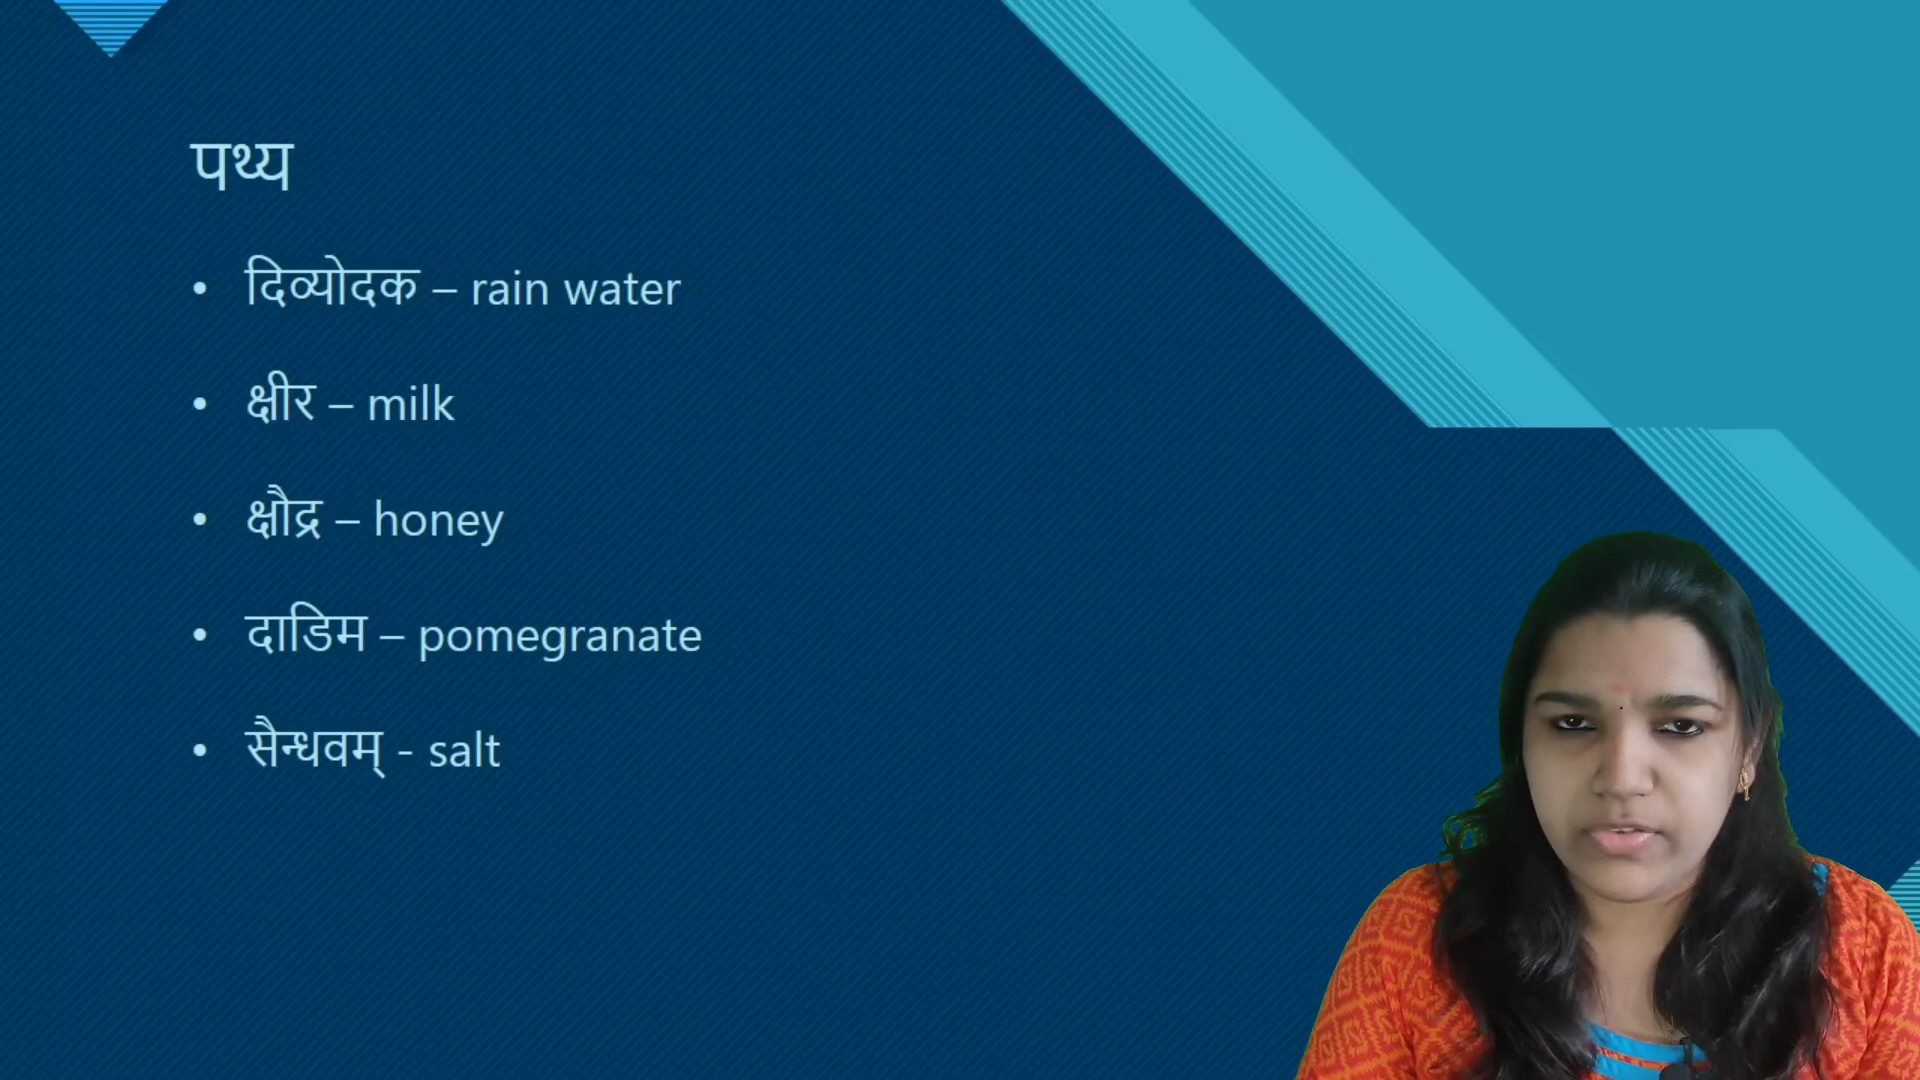 पथ्य
• दिव्योदक – rain water
• क्षीर – milk
• क्षौद्र – honey
• दाडिम – pomegranate
• सैन्धवम् - salt